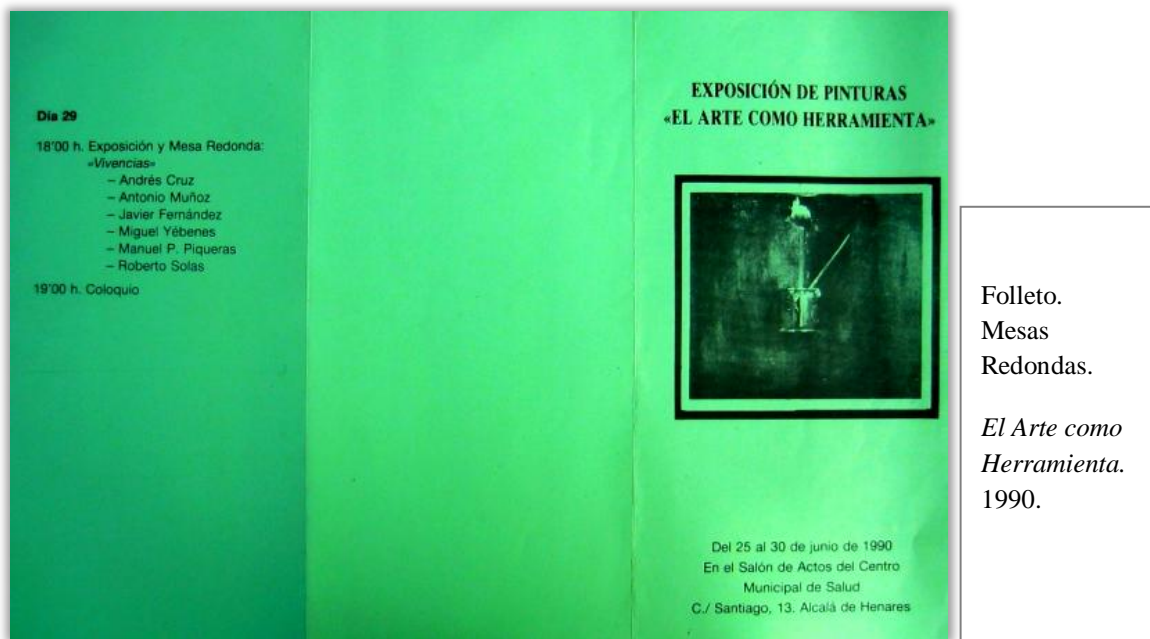 Día 29
18'00 h. Exposición y Mesa Redonda:
«Vivencias»
– Andrés Cruz
– Antonio Muñoz
– Javier Fernández
– Miguel Yébenes
– Manuel P. Piqueras
– Roberto Solas
19'00 h. Coloquio
EXPOSICIÓN DE PINTURAS
«EL ARTE COMO HERRAMIENTA»
Del 25 al 30 de junio de 1990
En el Salón de Actos del Centro
Municipal de Salud
C./ Santiago, 13. Alcalá de Henares
Folleto.
Mesas
Redondas.
El Arte como
Herramienta.
1990.